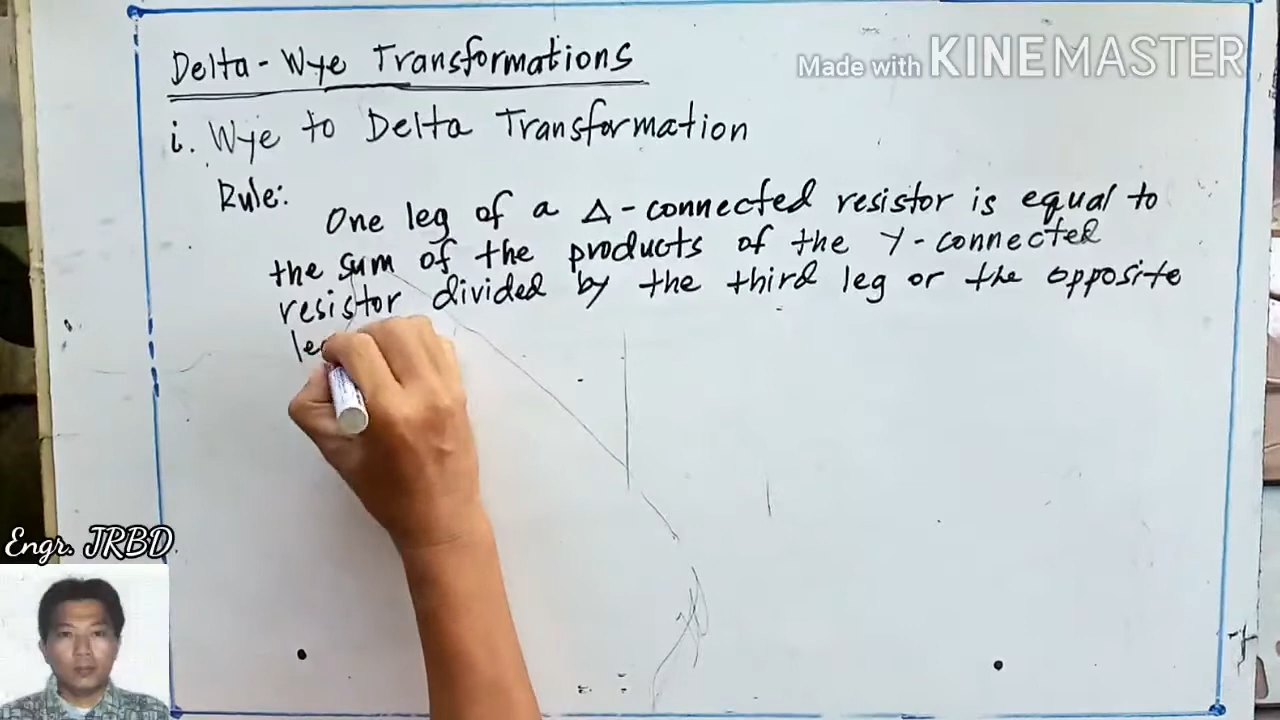 Delta - Wye Transformations
Made with KINEMASTER
i. Wye to Delta Transformation
Rule:
One leg of a Δ - connected resistor is equal to
the sum of the products of the Y - connected
resistor divided by the third leg or the opposite
leg
Engr. JRBD